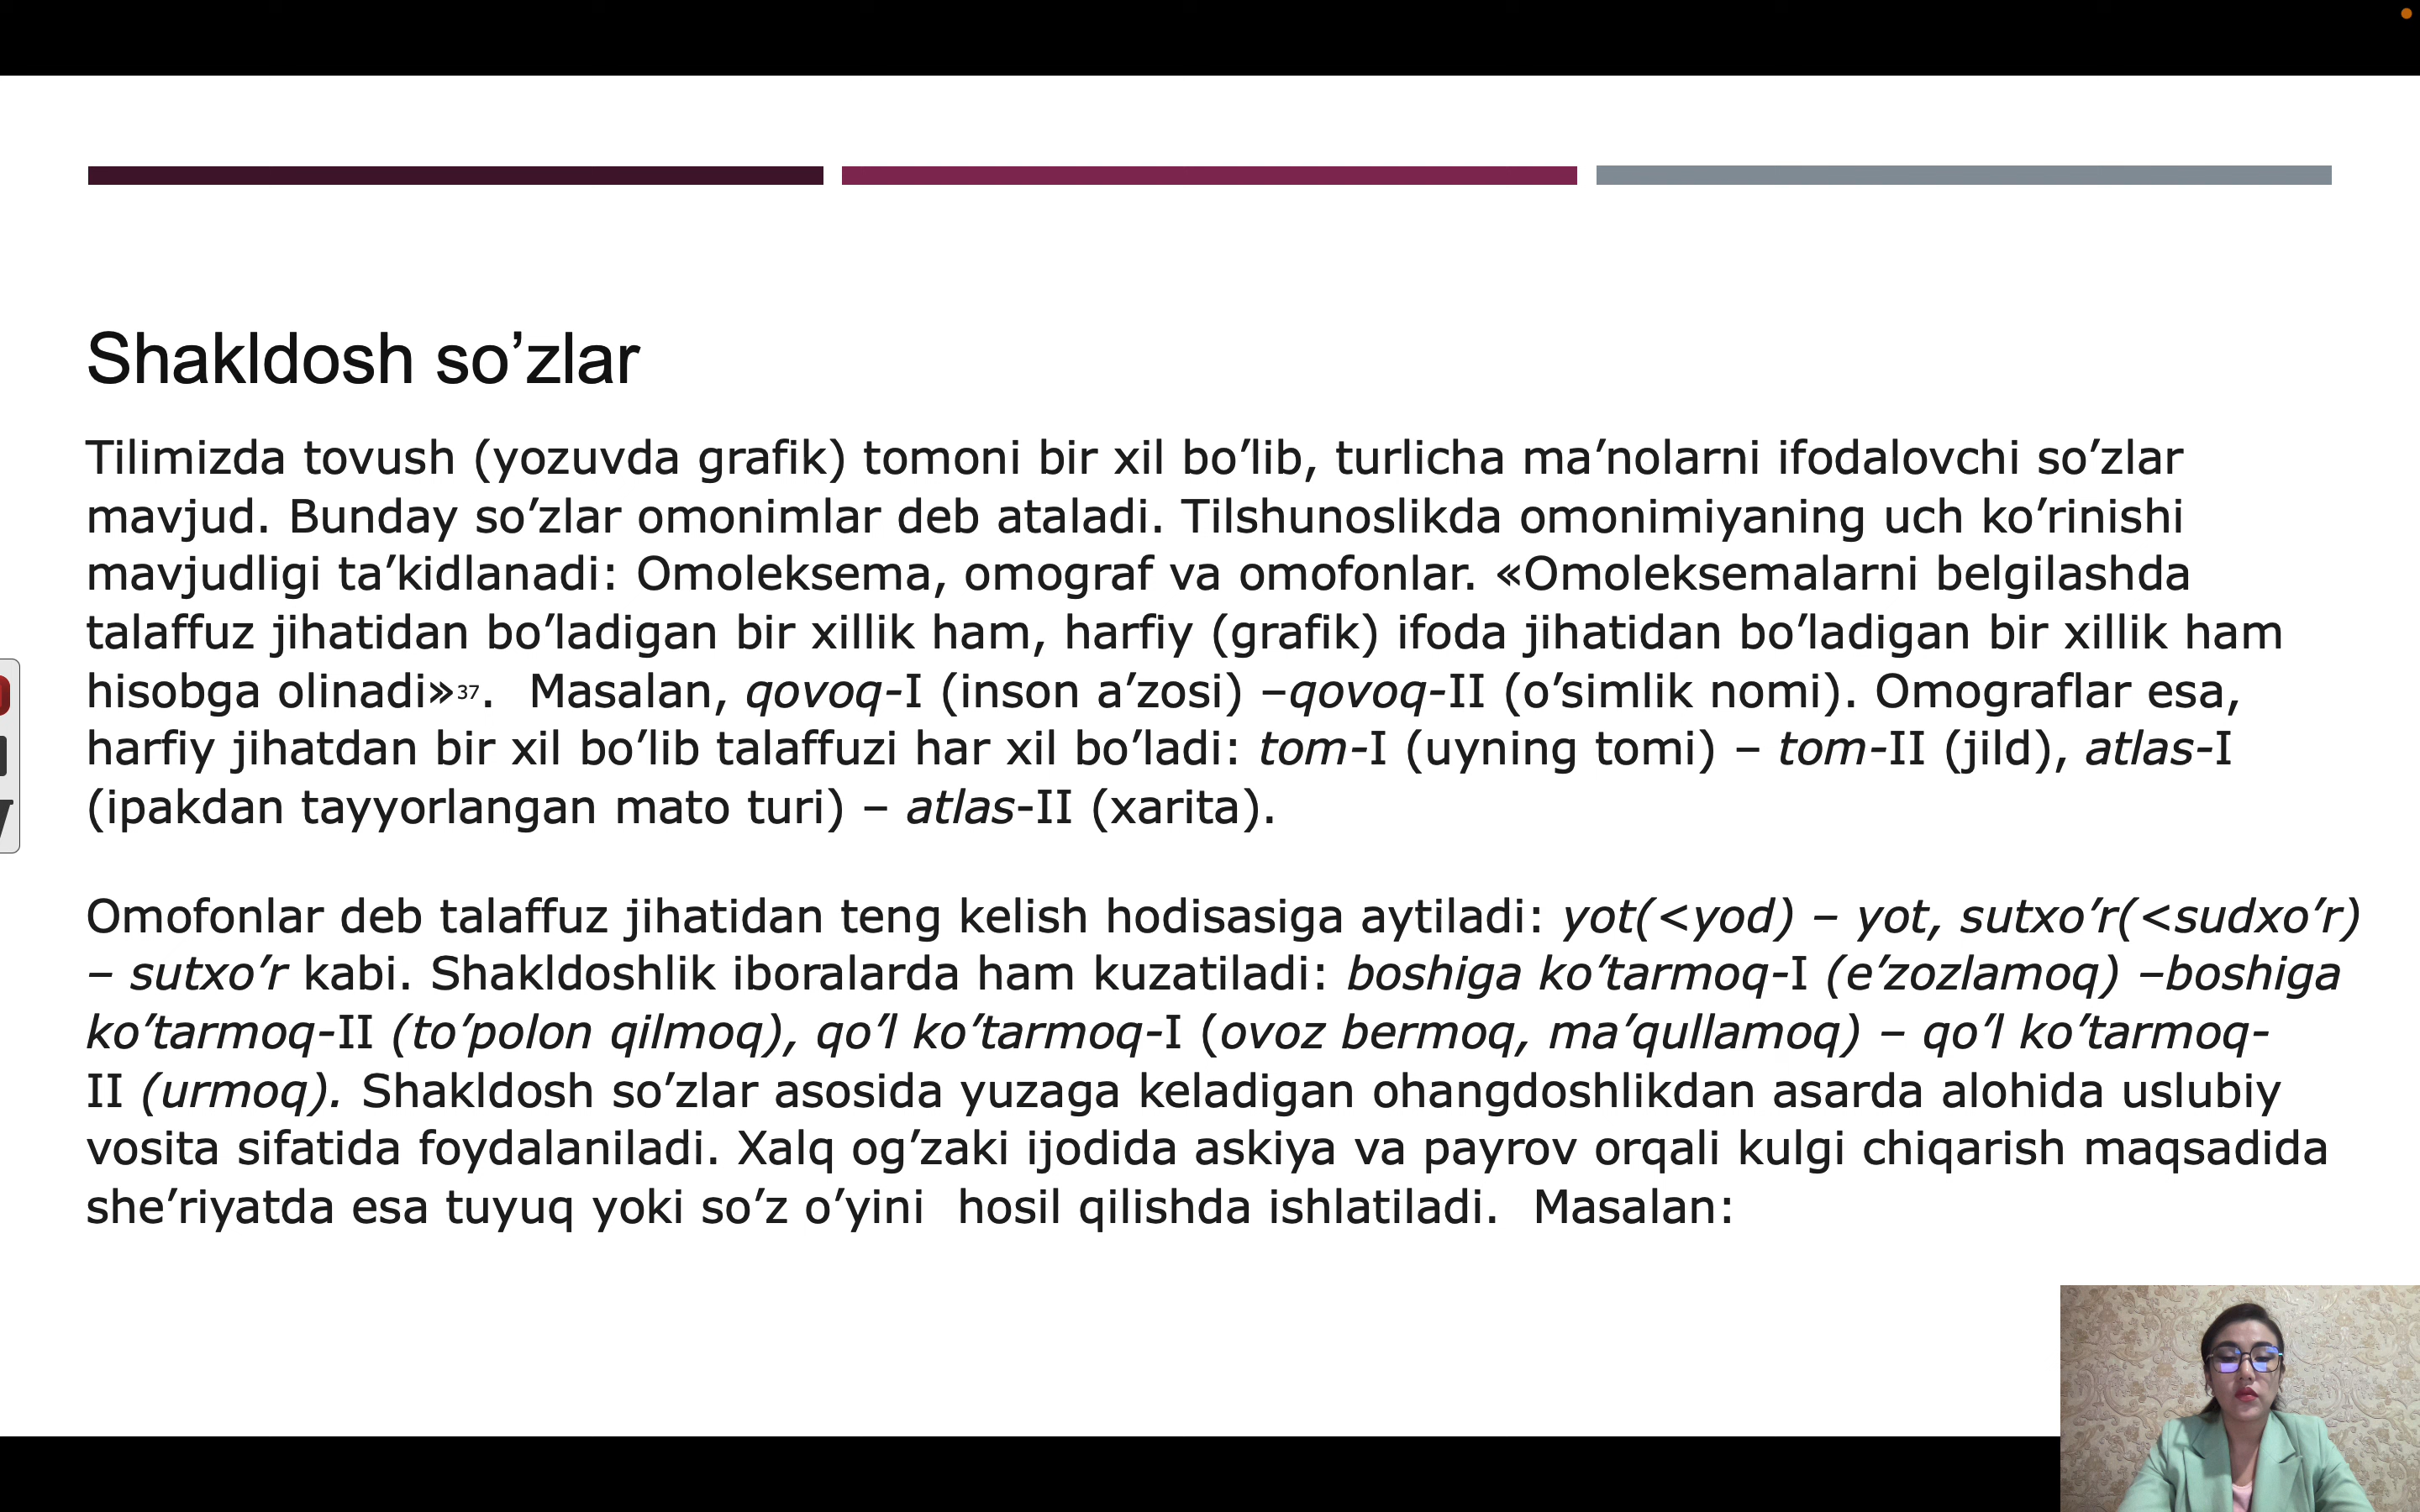 Shakldosh so’zlar
Tilimizda tovush (yozuvda grafik) tomoni bir xil bo’lib, turlicha ma’nolarni ifodalovchi so’zlar
mavjud. Bunday so’zlar omonimlar deb ataladi. Tilshunoslikda omonimiyaning uch ko’rinishi
mavjudligi ta’kidlanadi: Omoleksema, omograf va omofonlar. «Omoleksemalarni belgilashda
talaffuz jihatidan bo’ladigan bir xillik ham, harfiy (grafik) ifoda jihatidan bo’ladigan bir xillik ham
hisobga olinadi»37. Masalan, qovoq-I (inson a’zosi) –qovoq-II (o’simlik nomi). Omograflar esa,
harfiy jihatdan bir xil bo’lib talaffuzi har xil bo’ladi: tom-I (uyning tomi) – tom-II (jild), atlas-I
(ipakdan tayyorlangan mato turi) – atlas-II (xarita).
Omofonlar deb talaffuz jihatidan teng kelish hodisasiga aytiladi: yot(<yod) – yot, sutxo’r(<sudxo’r)
– sutxo’r kabi. Shakldoshlik iboralarda ham kuzatiladi: boshiga ko’tarmoq-I (e’zozlamoq) –boshiga
ko’tarmoq-II (to’polon qilmoq), qo’l ko’tarmoq-I (ovoz bermoq, ma’qullamoq) – qo’l ko’tarmoq-
II (urmoq). Shakldosh so’zlar asosida yuzaga keladigan ohangdoshlikdan asarda alohida uslubiy
vosita sifatida foydalaniladi. Xalq og’zaki ijodida askiya va payrov orqali kulgi chiqarish maqsadida
she’riyatda esa tuyuq yoki so’z o’yini hosil qilishda ishlatiladi. Masalan: